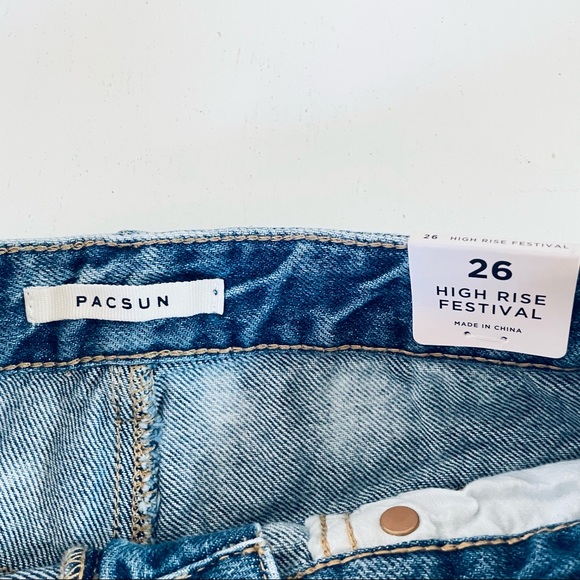 PACSUN
26 HIGH RISE FESTIVAL
26
HIGH RISE
FESTIVAL
MADE IN CHINA